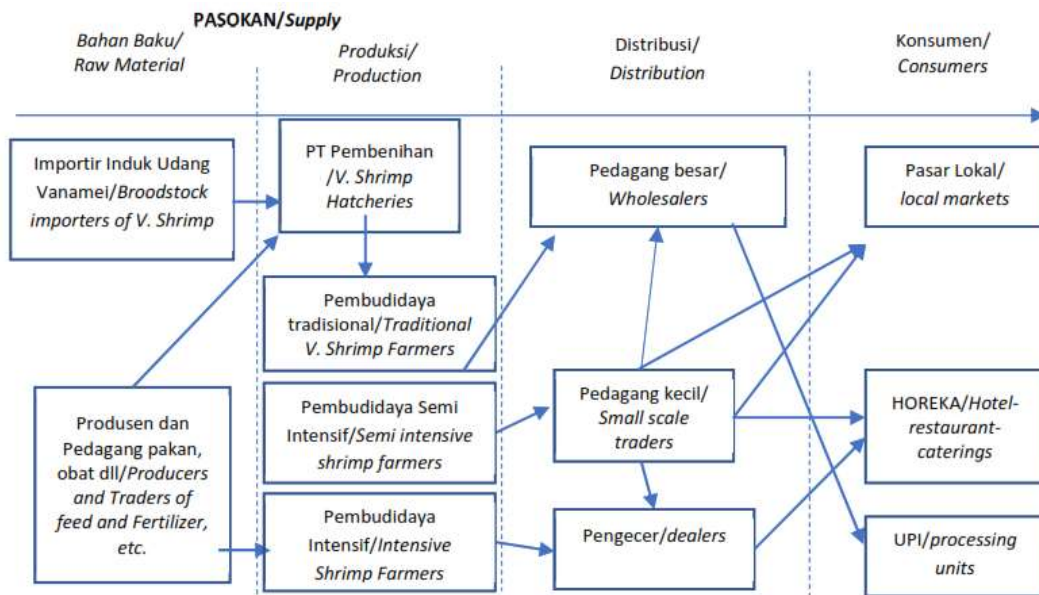 PASOKAN/Supply
Bahan Baku/
Raw Material
Produksi/
Production
Distribusi/
Distribution
Konsumen/
Consumers
Importir Induk Udang
Vanamei/Broodstock
importers of V. Shrimp
PT Pembenihan
/V. Shrimp
Hatcheries
Pedagang besar/
Wholesalers
Pasar Lokal/
local markets
Pembudidaya
tradisional/Traditional
V. Shrimp Farmers
Produsen dan
Pedagang pakan,
obat dll/Producers
and Traders of
feed and Fertilizer,
etc.
Pembudidaya Semi
Intensif/Semi intensive
shrimp farmers
Pedagang kecil/
Small scale
traders
HOREKA/Hotel-
restaurant-
caterings
Pembudidaya
Intensif/Intensive
Shrimp Farmers
Pengecer/dealers
UPI/processing
units